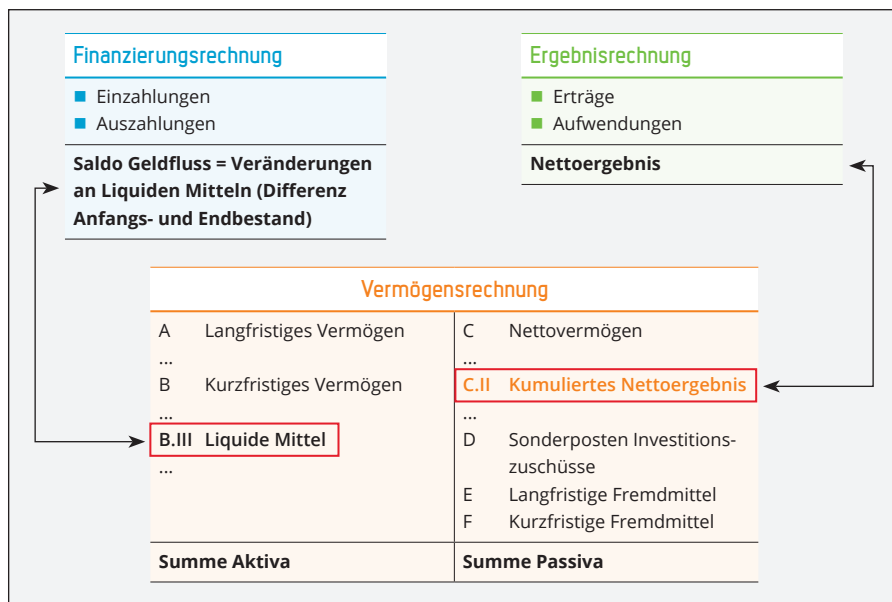 Finanzierungsrechnung
Einzahlungen
Auszahlungen
Saldo Geldfluss = Veränderungen
an Liquiden Mitteln (Differenz
Anfangs- und Endbestand)
Ergebnisrechnung
Erträge
Aufwendungen
Nettoergebnis
Vermögensrechnung
A Langfristiges Vermögen
...
B Kurzfristiges Vermögen
...
B.III Liquide Mittel
...
Summe Aktiva
C Nettovermögen
...
C.II Kumuliertes Nettoergebnis
...
D Sonderposten Investitions-
zuschüsse
E Langfristige Fremdmittel
F Kurzfristige Fremdmittel
Summe Passiva